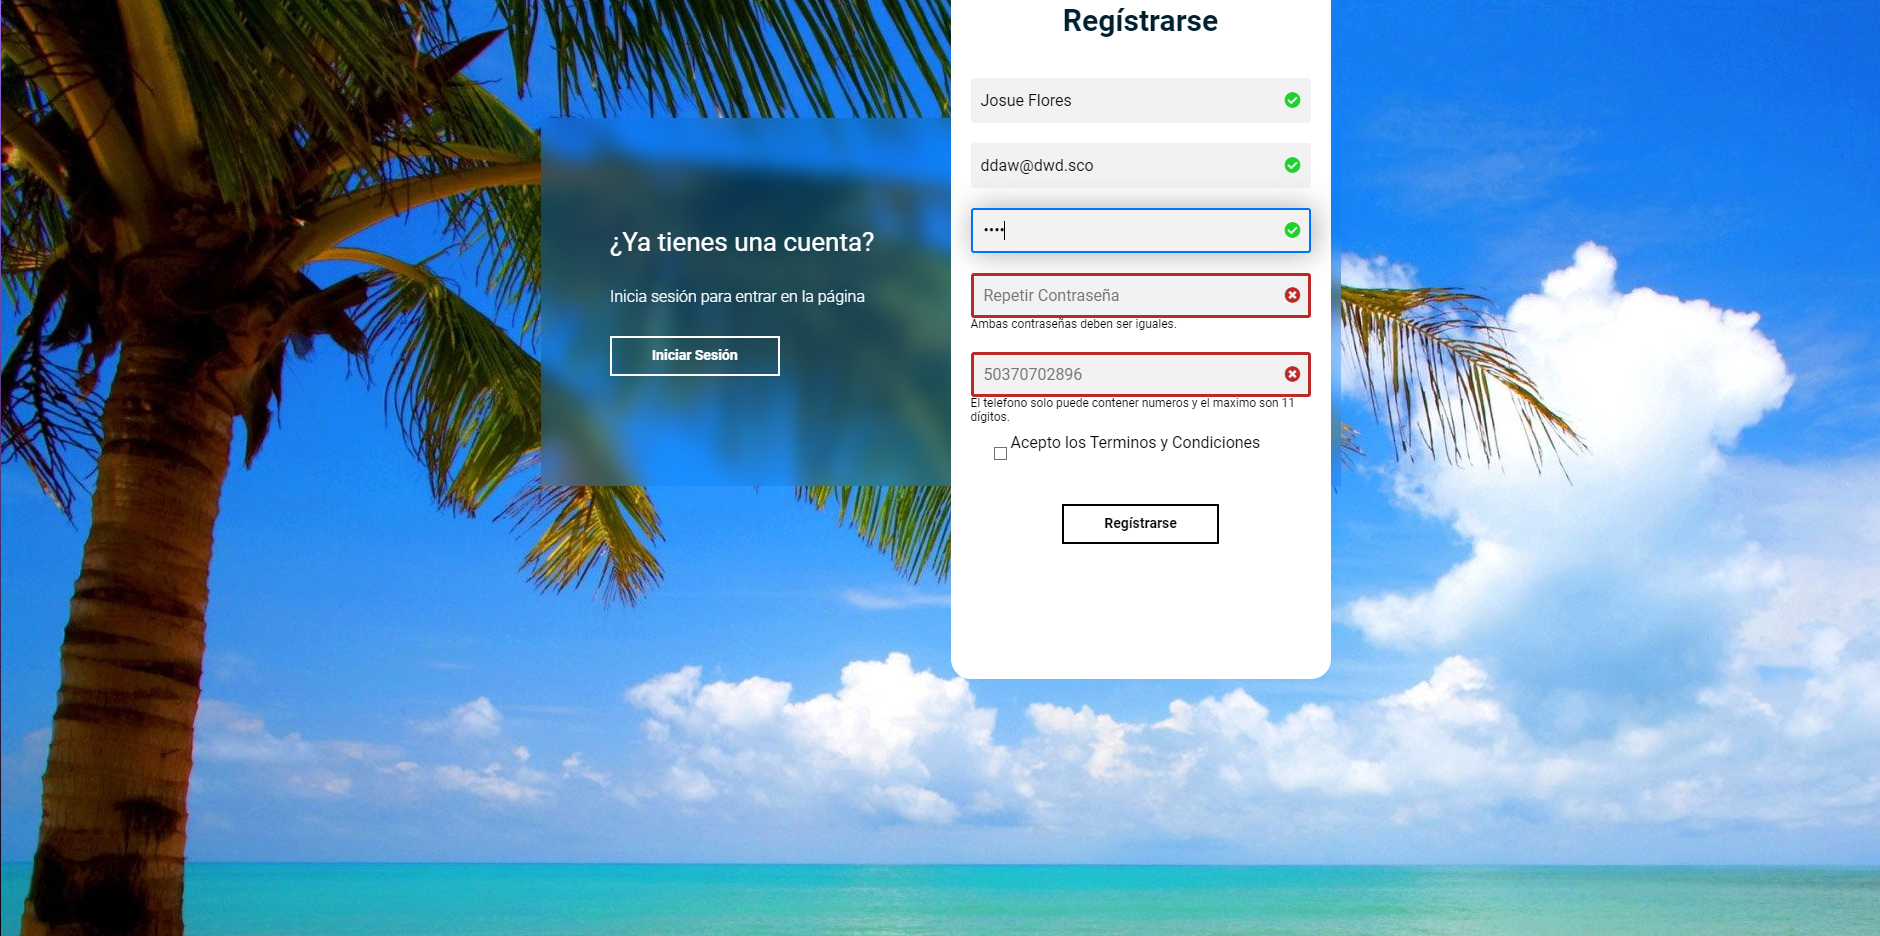 Regístrarse
Josue Flores
ddaw@dwd.sco
••••
Repetir Contraseña
Ambas contraseñas deben ser iguales.
50370702896
El telefono solo puede contener numeros y el maximo son 11
dígitos.
Acepto los Terminos y Condiciones
Regístrarse
¿Ya tienes una cuenta?
Inicia sesión para entrar en la página
Iniciar Sesión